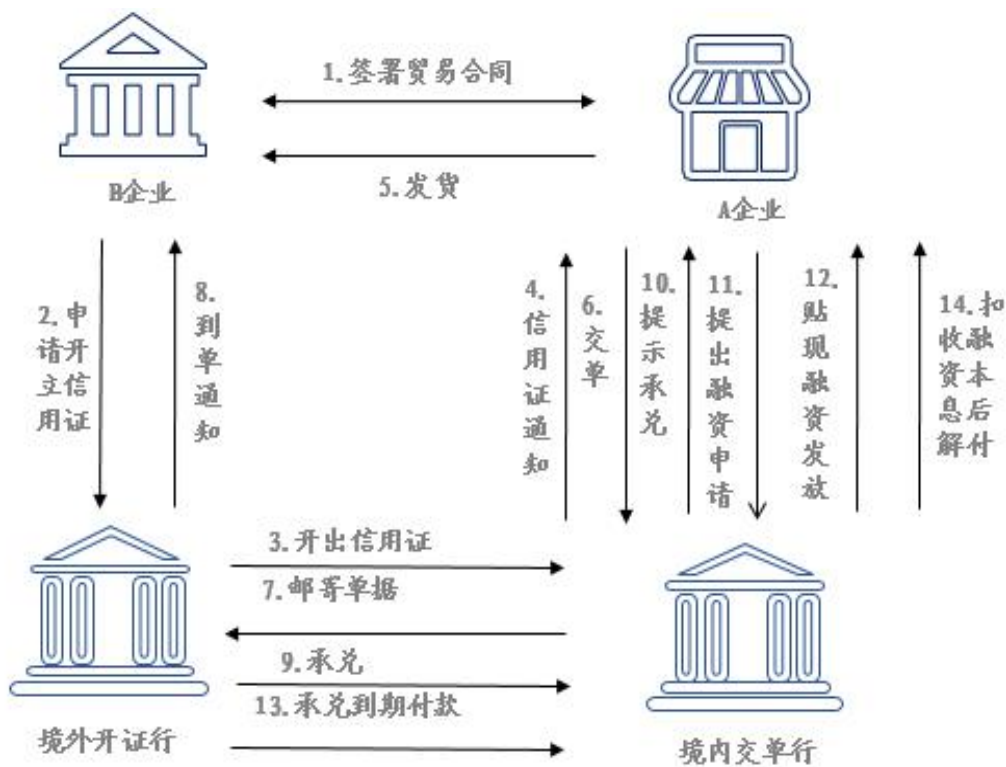 1.签署贸易合同
5.发货
B企业
A企业
2.申
请开
立信
用证
8.
到
单
通
知
4.
信
用
证
通
知
6.
交
单
10.
提
示
承
兑
11.
提
出
融
资
申
请
12.
贴
现
融
资
发
放
14.扣
收融
资本
息后
解付
3.开出信用证
7.邮寄单据
9.承兑
13.承兑到期付款
境外开证行
境内交单行